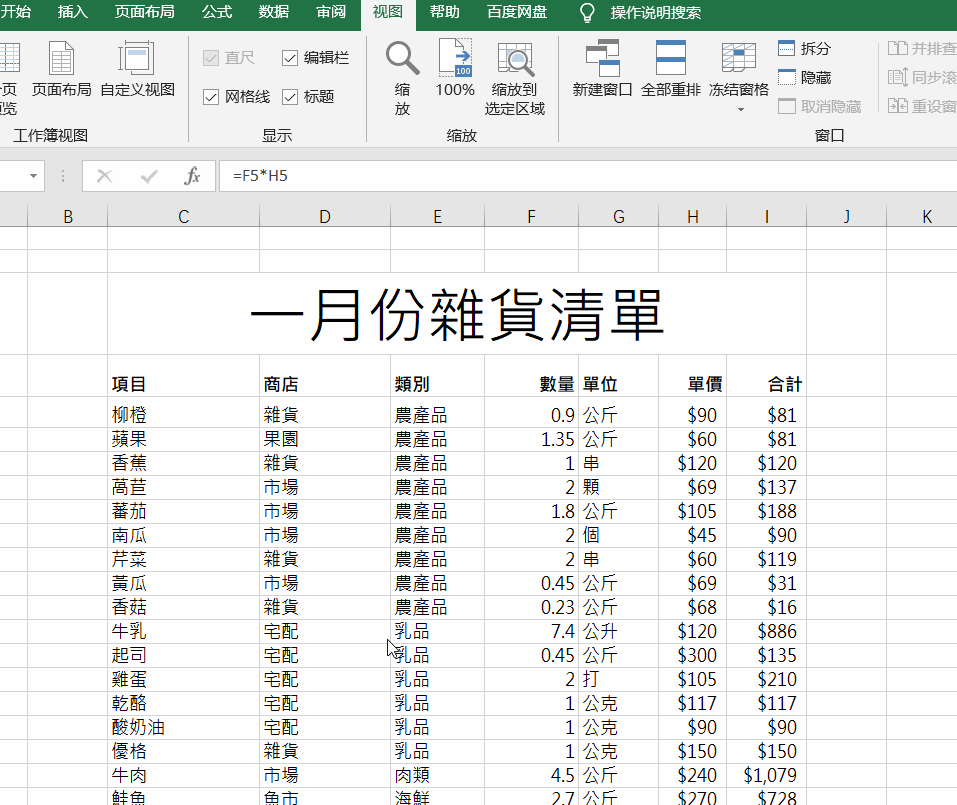 开始 插入 页面布局 公式 数据 审阅 视图 帮助 百度网盘 操作说明搜索
页面布局 自定义视图 直尺 编辑栏 网格线 标题 缩放 100% 缩放到选定区域 新建窗口 全部重排 冻结窗格 拆分 隐藏 取消隐藏 并排查 同步滚 重设窗
工作簿视图 显示 缩放 窗口
fx =F5*H5
B C D E F G H I J K
一月份雜貨清單
項目 商店 類別 數量 單位 單價 合計
柳橙 雜貨 農產品 0.9 公斤 $90 $81
蘋果 果園 農產品 1.35 公斤 $60 $81
香蕉 雜貨 農產品 1 串 $120 $120
萵苣 市場 農產品 2 顆 $69 $137
蕃茄 市場 農產品 1.8 公斤 $105 $188
南瓜 市場 農產品 2 個 $45 $90
芹菜 雜貨 農產品 2 串 $60 $119
黃瓜 市場 農產品 0.45 公斤 $69 $31
香菇 雜貨 農產品 0.23 公斤 $68 $16
牛乳 宅配 乳品 7.4 公升 $120 $886
起司 宅配 乳品 0.45 公斤 $300 $135
雞蛋 宅配 乳品 2 打 $105 $210
乾酪 宅配 乳品 1 公克 $117 $117
酸奶油 宅配 乳品 1 公克 $90 $90
優格 雜貨 乳品 1 公克 $150 $150
牛肉 市場 肉類 4.5 公斤 $240 $1,079
鮭魚 魚市 海鮮 2.7 公斤 $270 $728